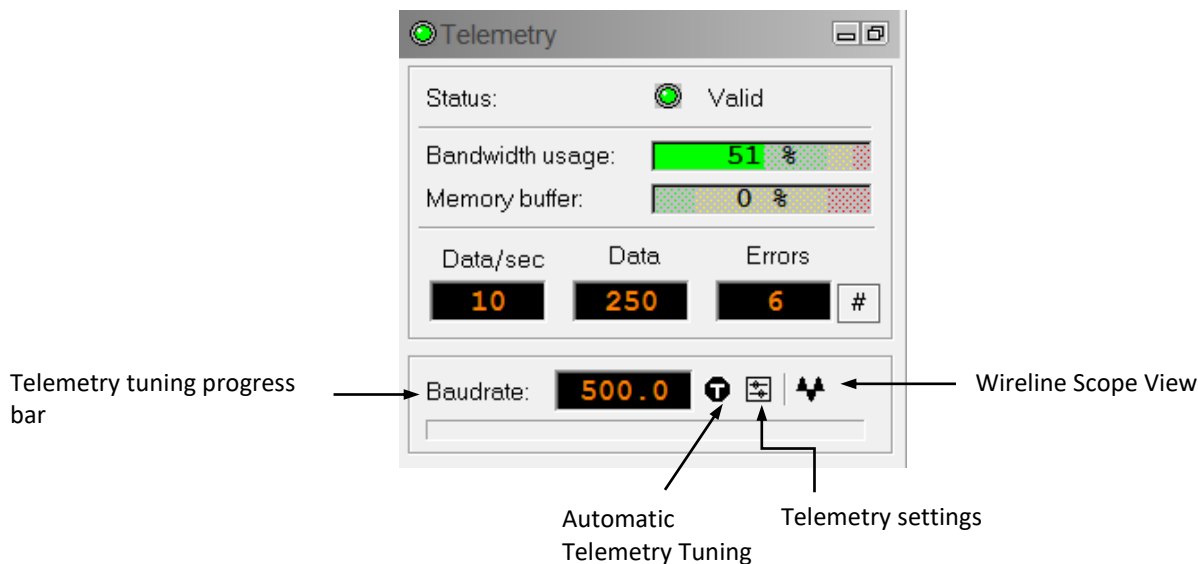 Telemetry
Status: Valid
Bandwidth usage: 51 %
Memory buffer: 0 %
Data/sec Data Errors
10 250 6 #
Telemetry tuning progress
bar
Baudrate: 500.0 T
Wireline Scope View
Automatic
Telemetry Tuning
Telemetry settings